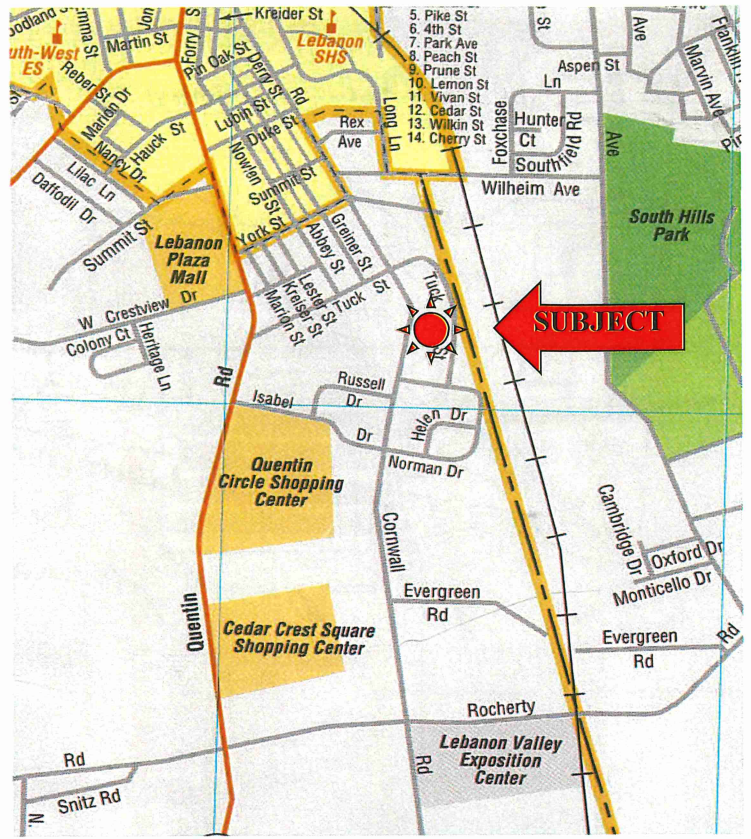 Kreider St
Lebanon
SHS
5. Pike St
6. 4th St
7. Park Ave
8. Peach St
9. Prune St
10. Lemon St
11. Vivan St
12. Cedar St
13. Wilkin St
14. Cherry St
St
Ave
Aspen St
Marvin Ave
Franklin
Martin St
Jon
Forry S
uth-West
ES
Reber St
Marion Dr
Nancy Dr
Hauck St
Pin Oak St
Derry St
Rd
Lubin St
Duke St
Nowlen St
Rex
Ave
Long Ln
Foxchase
Ln
Hunter
Ct
Southfield Rd
Ave
Wilheim Ave
South Hills
Park
Lilac Ln
Daffodil Dr
Summit St
Summit St
York St
Lebanon
Plaza
Mall
Abbey St
Greiner St
Lester St
Kreiser St
Marion St
Tuck St
Tuck
St
SUBJECT
W Crestview Dr
Colony Ct
Heritage Ln
Rd
Isabel
Dr
Russell
Dr
Helen Dr
Norman Dr
Quentin
Circle Shopping
Center
Cornwall
Cambridge Dr
Oxford Dr
Monticello Dr
Evergreen
Rd
Quentin
Cedar Crest Square
Shopping Center
Evergreen
Rd
Rd
Rocherty
Lebanon Valley
Exposition
Center
Rd
Rd
Snitz Rd
N.